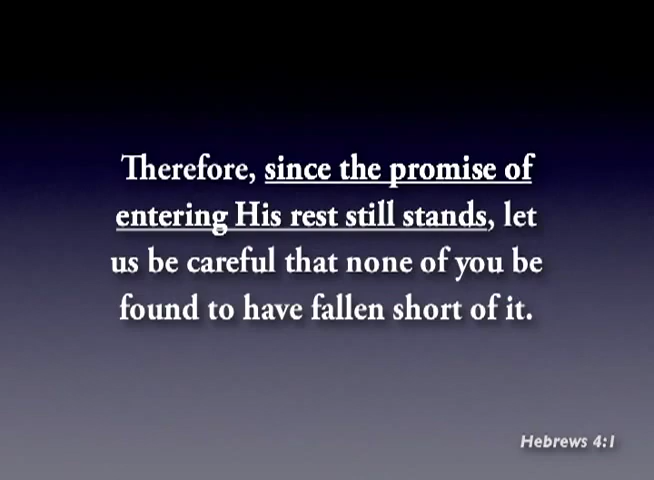 Therefore, since the promise of
entering His rest still stands, let
us be careful that none of you be
found to have fallen short of it.
Hebrews 4:1